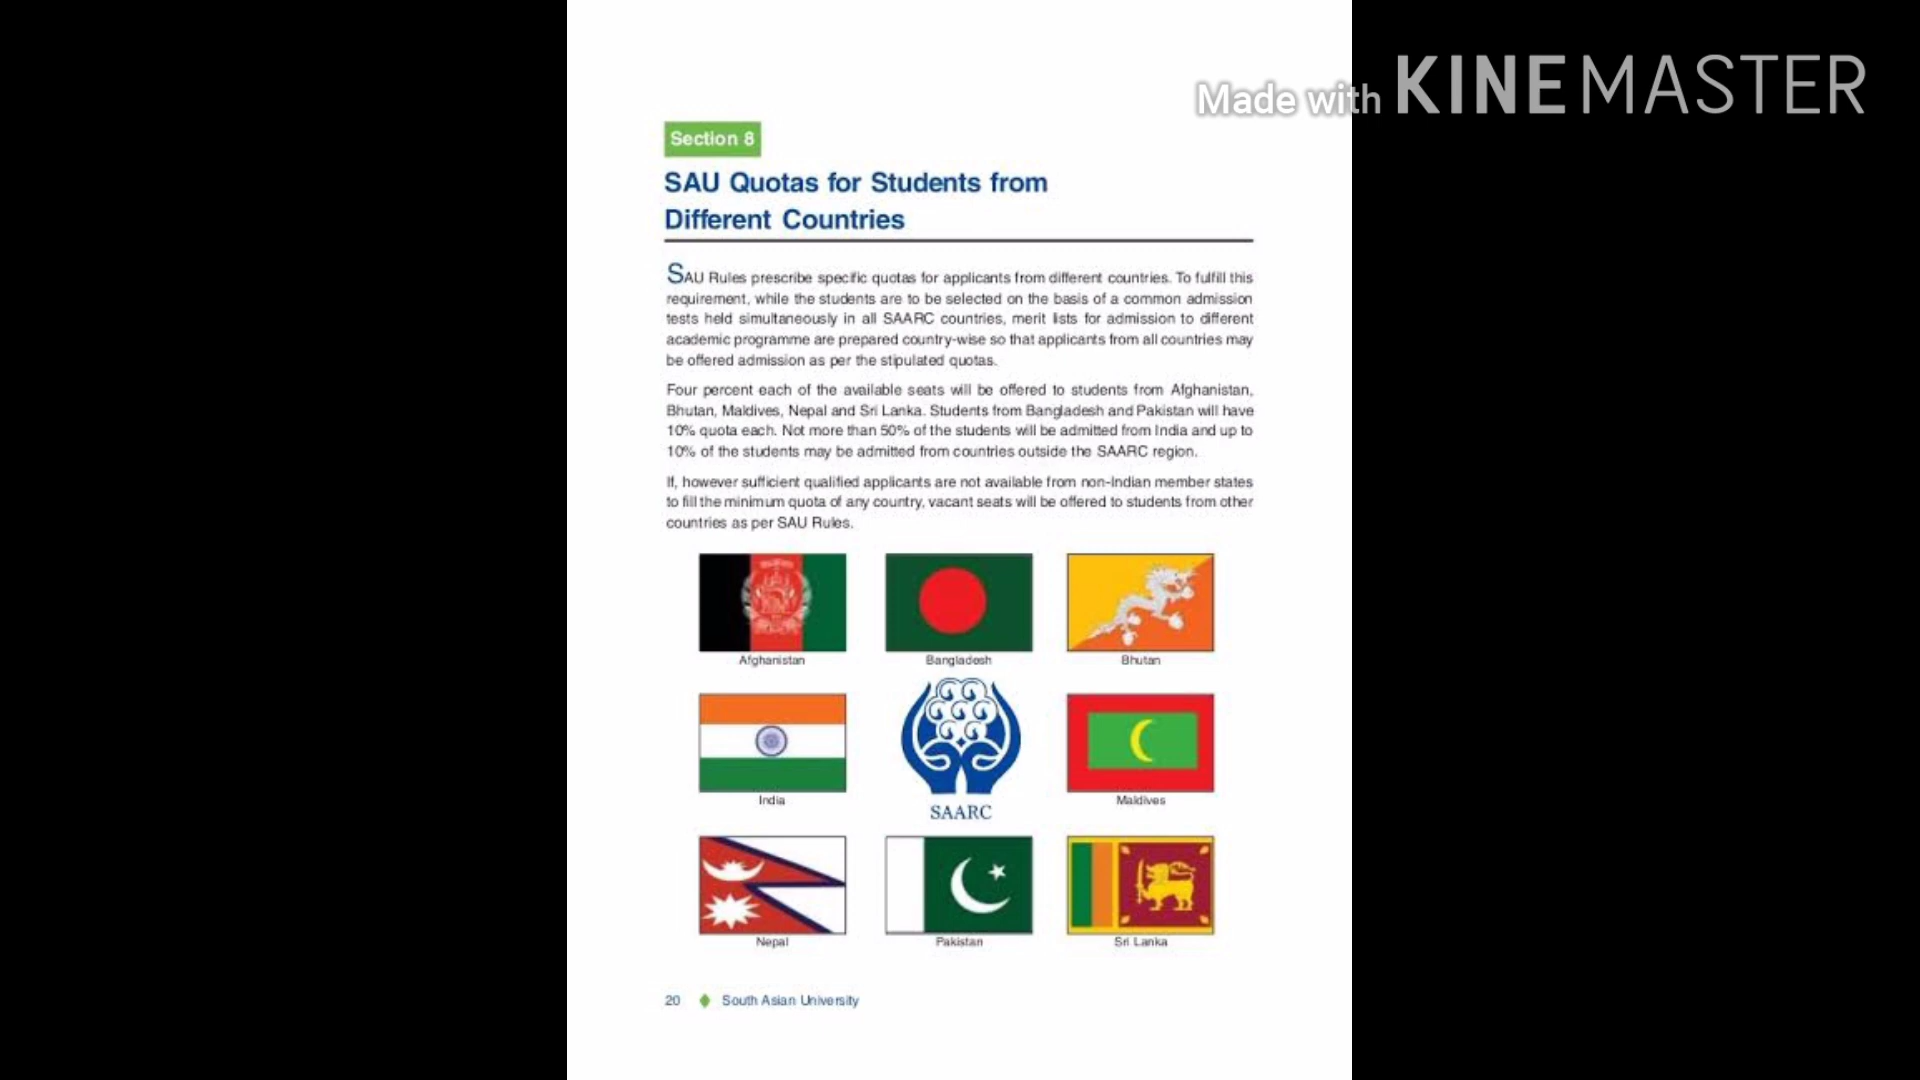 Made with KINEMASTER
Section 8
SAU Quotas for Students from
Different Countries
SAU Rules prescribe specific quotas for applicants from different countries. To fulfill this
requirement, while the students are to be selected on the basis of a common admission
tests held simultaneously in all SAARC countries, merit lists for admission to different
academic programme are prepared country-wise so that applicants from all countries may
be offered admission as per the stipulated quotas.
Four percent each of the available seats will be offered to students from Afghanistan,
Bhutan, Maldives, Nepal and Sri Lanka. Students from Bangladesh and Pakistan will have
10% quota each. Not more than 50% of the students will be admitted from India and up to
10% of the students may be admitted from countries outside the SAARC region.
If, however sufficient qualified applicants are not available from non-Indian member states
to fill the minimum quota of any country, vacant seats will be offered to students from other
countries as per SAU Rules.
Afghanistan
Bangladesh
Bhutan
India
SAARC
Maldives
Nepal
Pakistan
Sri Lanka
20 South Asian University